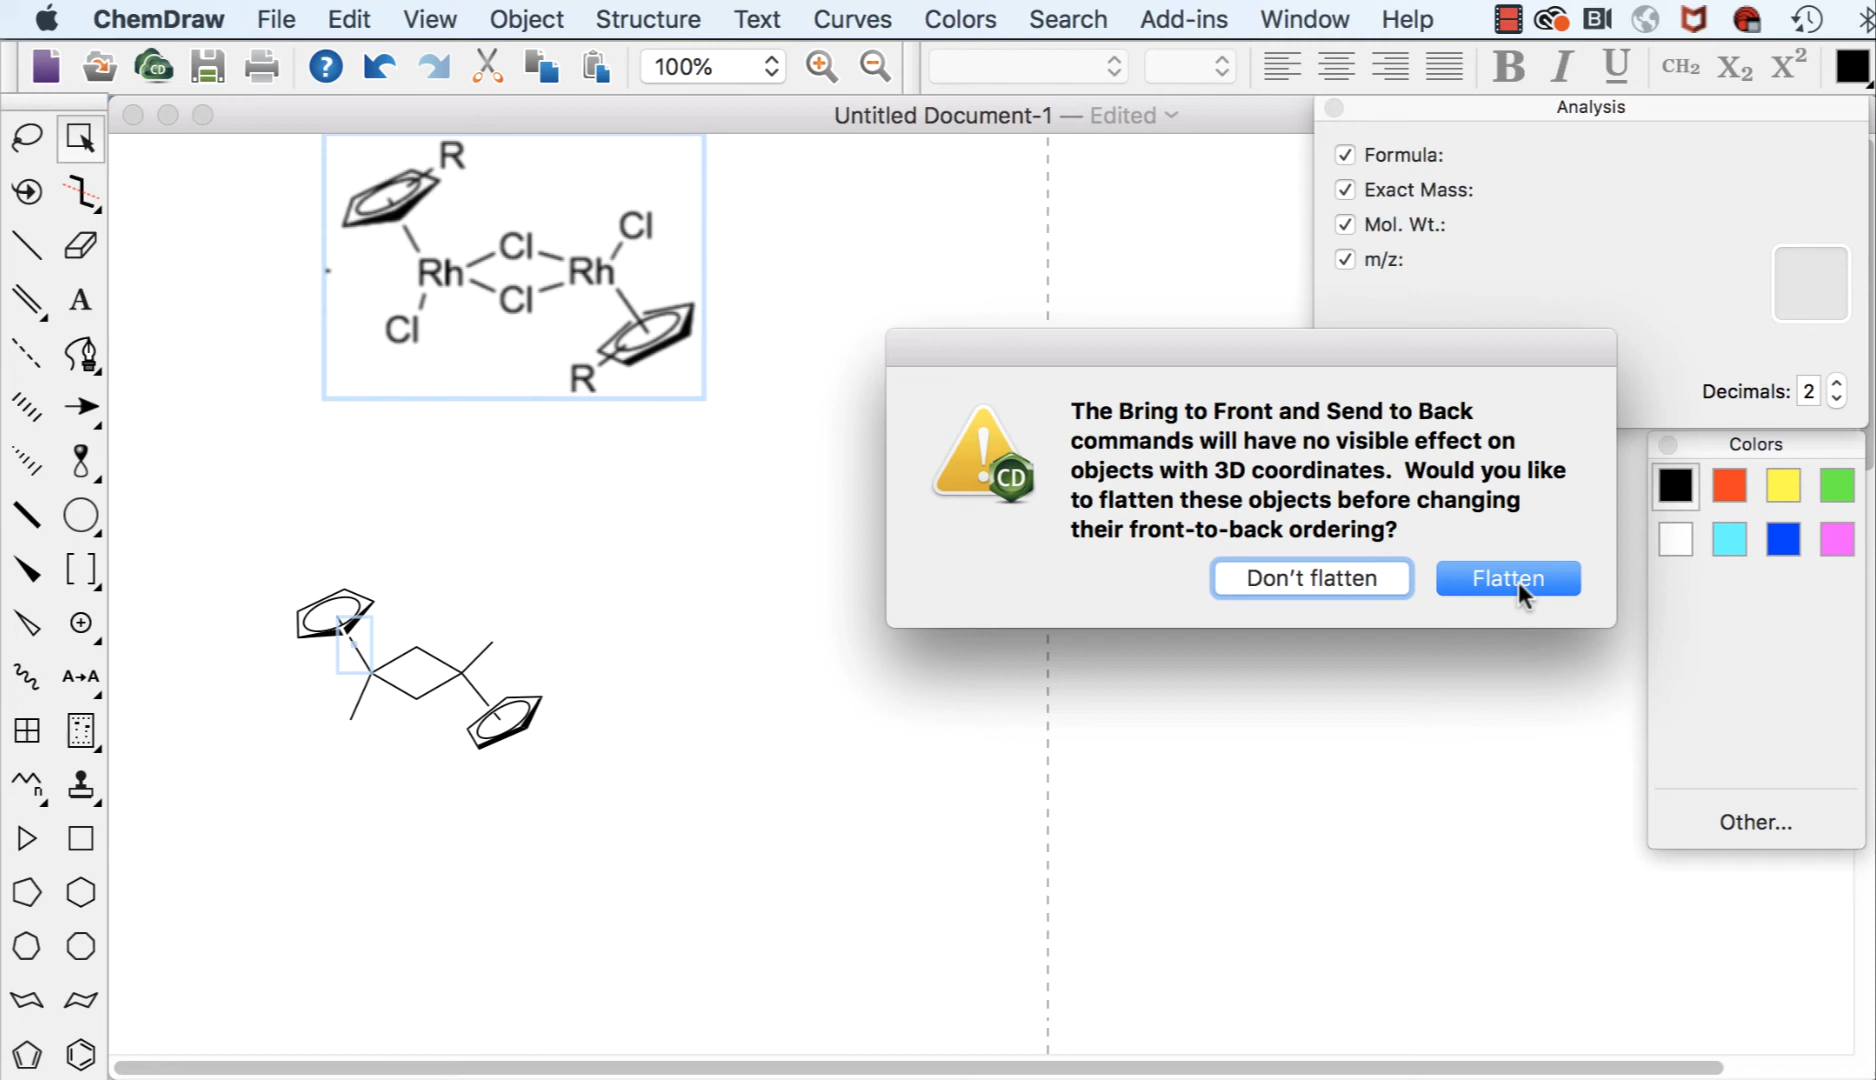 ChemDraw File Edit View Object Structure Text Curves Colors Search Add-ins Window Help
100% B I U CH2 X2 X²
Untitled Document-1 — Edited
Analysis
Formula:
Exact Mass:
Mol. Wt.:
m/z:
Decimals: 2
R
Cl
Cl
Rh
Rh
Cl
Cl
R
The Bring to Front and Send to Back
commands will have no visible effect on
objects with 3D coordinates. Would you like
to flatten these objects before changing
their front-to-back ordering?
CD
Don't flatten
Flatten
Colors
Other...
A
A→A
n